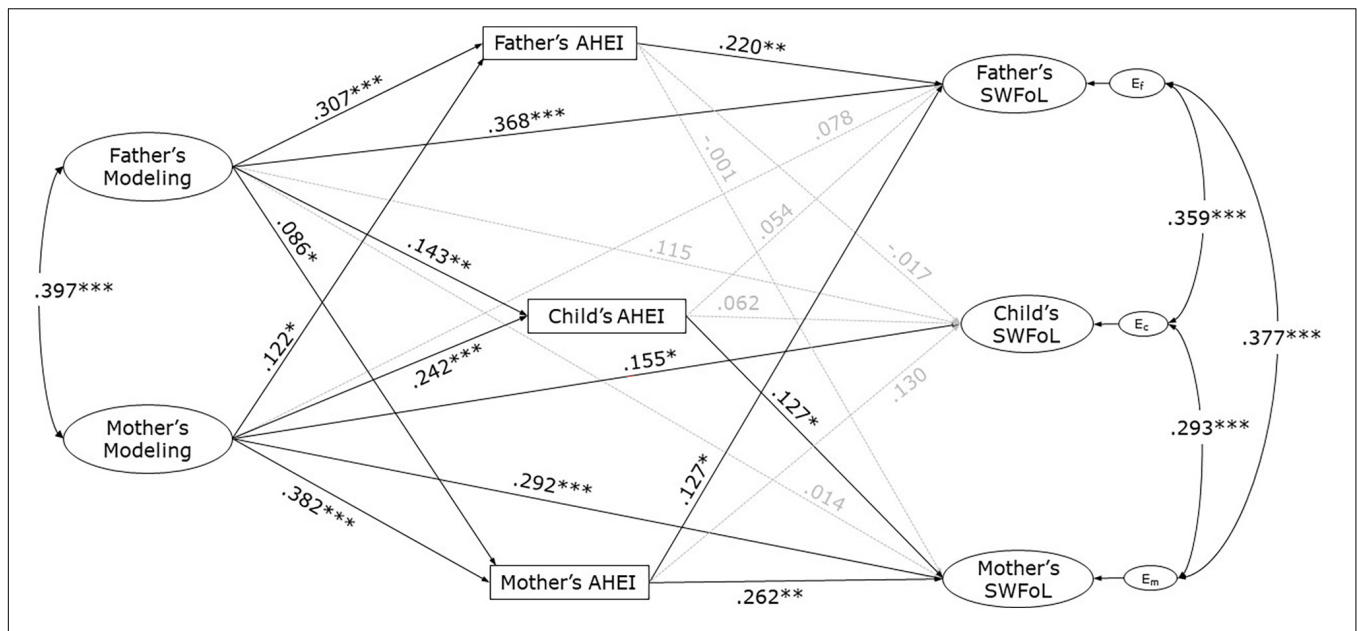 Father's AHEI
.220**
Father's
SWFoL
Ef
.307***
.368***
.078
-.001
Father's
Modeling
.086*
.143**
.054
.115
-.017
.359***
.397***
.062
Child's AHEI
Child's
SWFoL
Ec
.377***
.122*
.242***
.155*
.130
.127*
Mother's
Modeling
.293***
.382***
.292***
.127*
.014
Mother's AHEI
.262**
Mother's
SWFoL
Em